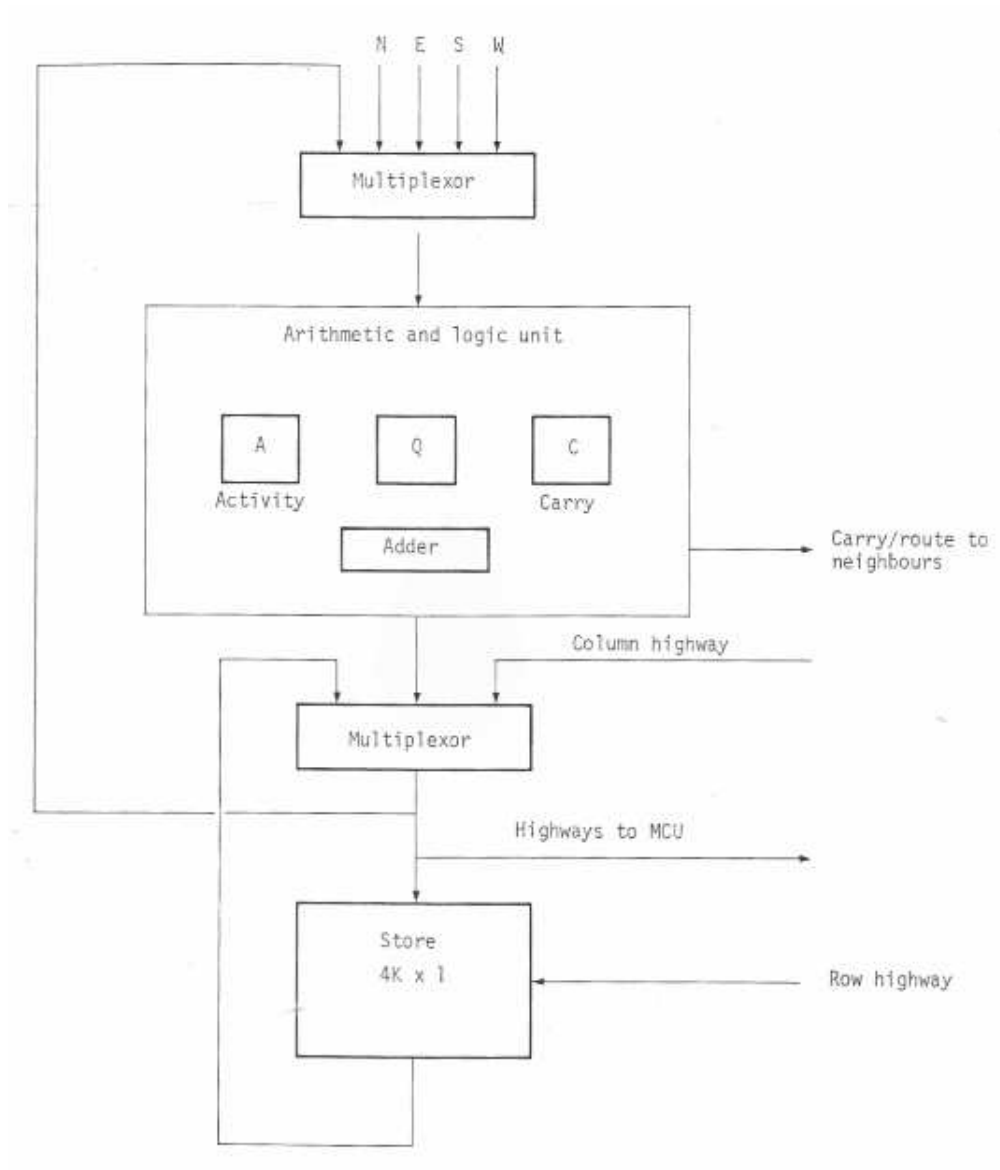 N E S W
Multiplexor
Arithmetic and logic unit
A Q C
Activity Carry
Adder
Carry/route to
neighbours
Column highway
Multiplexor
Highways to MCU
Store
4K x 1
Row highway